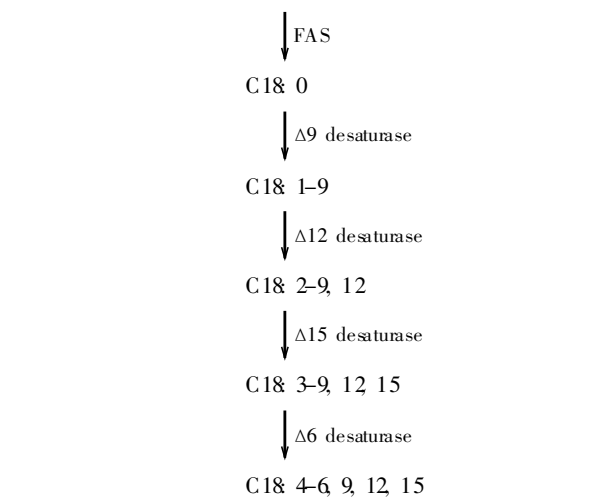 FAS
C18: 0
Δ9 desaturase
C18: 1–9
Δ12 desaturase
C18: 2–9, 12
Δ15 desaturase
C18: 3–9, 12, 15
Δ6 desaturase
C18: 4–6, 9, 12, 15